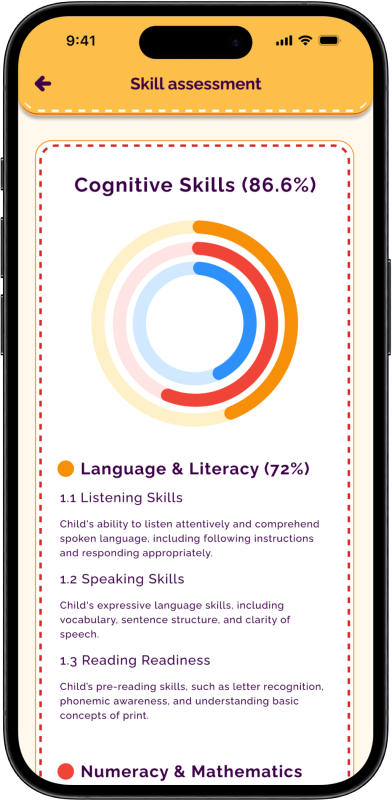 9:41
Skill assessment
Cognitive Skills (86.6%)
Language & Literacy (72%)
1.1 Listening Skills
Child's ability to listen attentively and comprehend
spoken language, including following instructions
and responding appropriately.
1.2 Speaking Skills
Child's expressive language skills, including
vocabulary, sentence structure, and clarity of
speech.
1.3 Reading Readiness
Child's pre-reading skills, such as letter recognition,
phonemic awareness, and understanding basic
concepts of print.
Numeracy & Mathematics